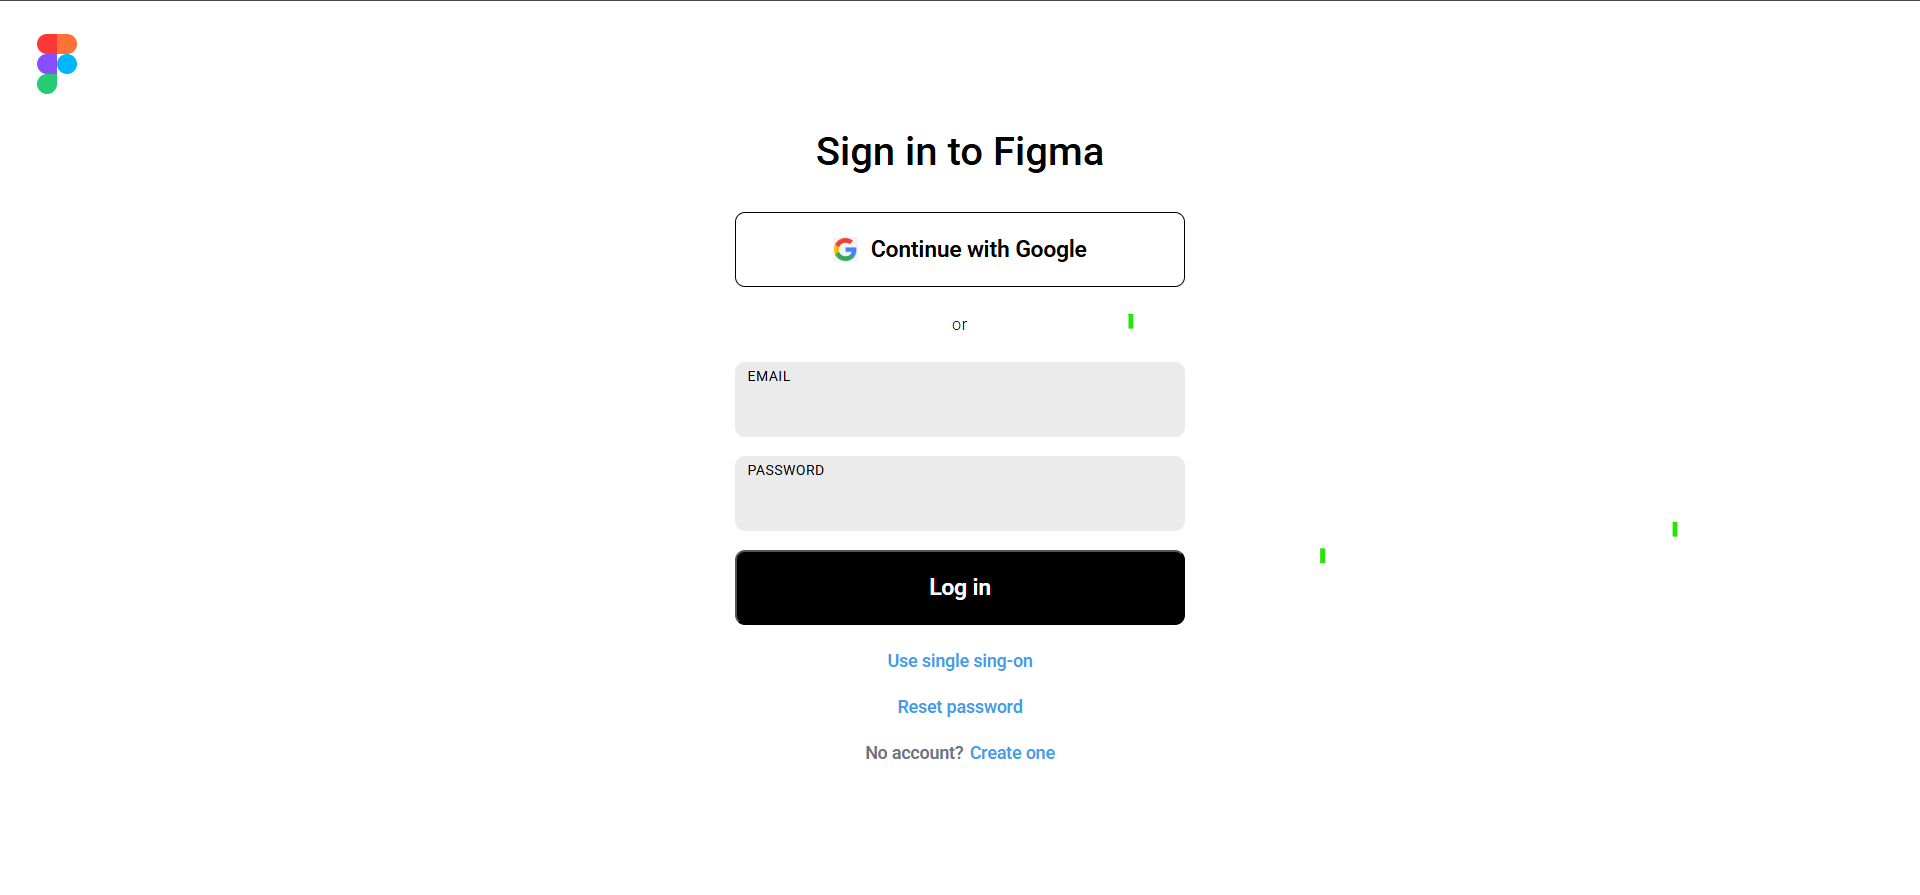 Sign in to Figma
Continue with Google
or
EMAIL
PASSWORD
Log in
Use single sing-on
Reset password
No account? Create one